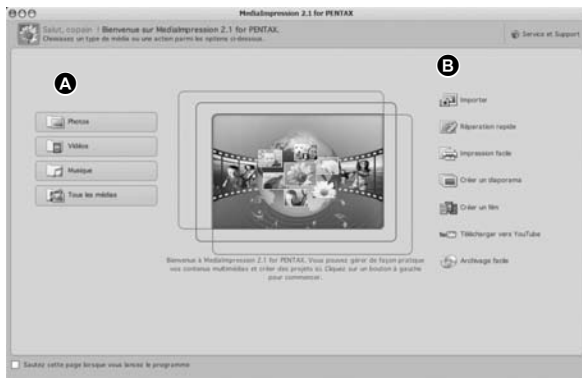 MediaImpression 2.1 for PENTAX
Salut, copain ! Bienvenue sur MediaImpression 2.1 for PENTAX.
Choisissez un type de média ou une action parmi les options ci-dessous.
Service et Support
A
B
Photos
Vidéos
Musique
Tous les médias
Importer
Réparation rapide
Impression facile
Créer un diaporama
Créer un film
Télécharger vers YouTube
Archivage facile
Bienvenue à MediaImpression 2.1 for PENTAX. Vous pouvez gérer de façon pratique
vos contenus multimédias et créer des projets ici. Cliquez sur un bouton à gauche
pour commencer.
Sautez cette page lorsque vous lancez le programme